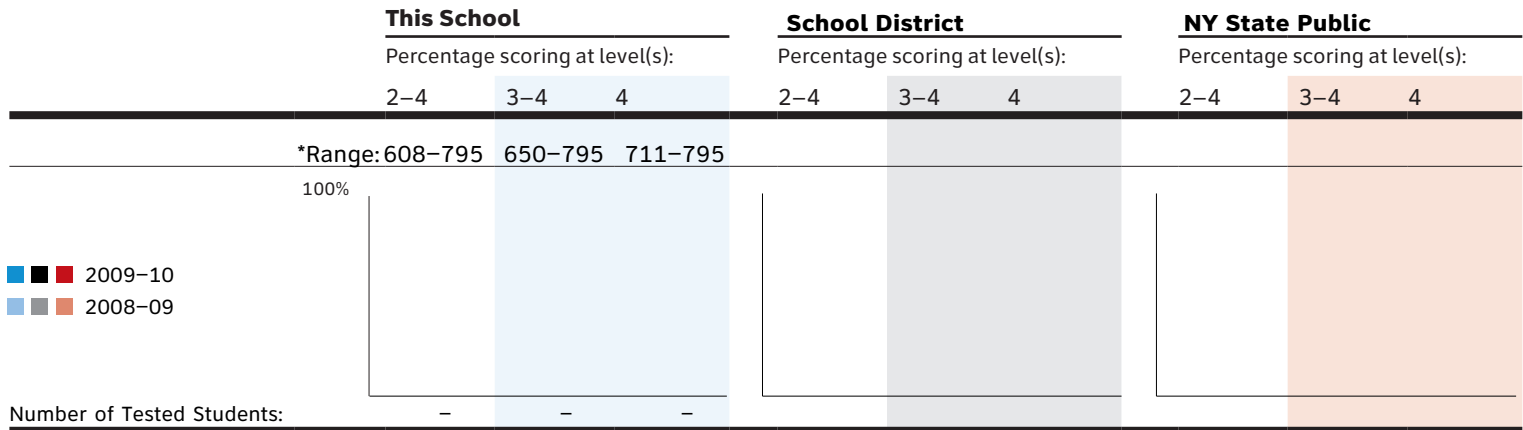 This School School District NY State Public
Percentage scoring at level(s): Percentage scoring at level(s): Percentage scoring at level(s):
2–4 3–4 4 2–4 3–4 4 2–4 3–4 4
*Range: 608–795 650–795 711–795
100%
2009–10
2008–09
Number of Tested Students: – – –